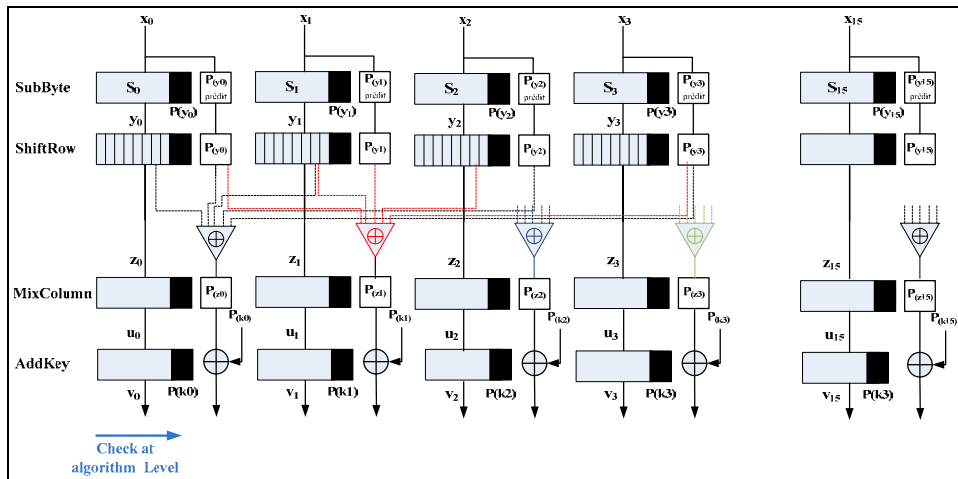 x₀ x₁ x₂ x₃ x₁₅
SubByte S₀ P(y0) S₁ P(y1) S₂ P(y2) S₃ P(y3) S₁₅ P(y15)
prédit prédit prédit prédit prédit
P(y₀) P(y₁) P(y₂) P(y3) P(y₁₅)
y₀ y₁ y₂ y₃
ShiftRow P(y0) P(y1) P(y2) P(y3) P(y15)
z₀ z₁ z₂ z₃ z₁₅
MixColumn P(z0) P(z1) P(z2) P(z3) P(z15)
P(k0) P(k1) P(k2) P(k3) P(k15)
u₀ u₁ u₂ u₃ u₁₅
AddKey
v₀ P(k0) v₁ P(k1) v₂ P(k2) v₃ P(k3) v₁₅ P(k3)
Check at
algorithm Level